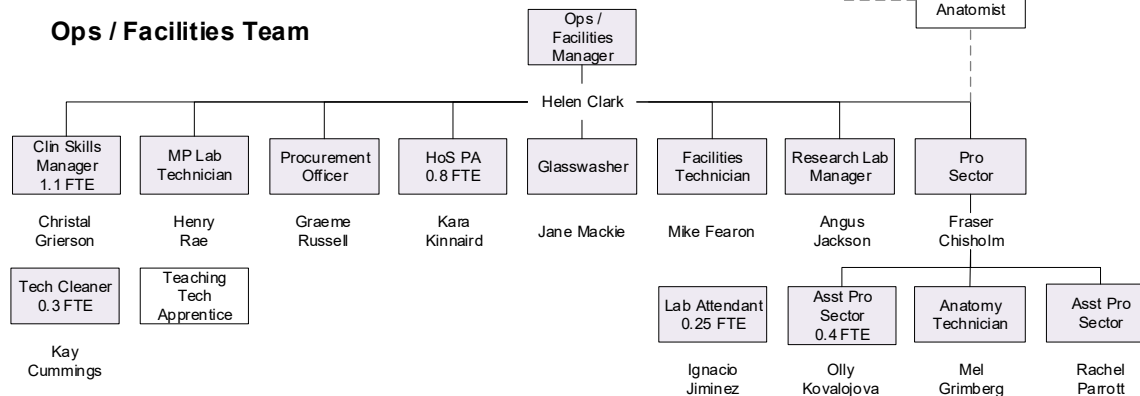 Anatomist
Ops / Facilities Team
Ops /
Facilities
Manager
Helen Clark
Clin Skills
Manager
1.1 FTE
MP Lab
Technician
Procurement
Officer
HoS PA
0.8 FTE
Glasswasher
Facilities
Technician
Research Lab
Manager
Pro
Sector
Christal
Grierson
Henry
Rae
Graeme
Russell
Kara
Kinnaird
Jane Mackie
Mike Fearon
Angus
Jackson
Fraser
Chisholm
Tech Cleaner
0.3 FTE
Teaching
Tech
Apprentice
Lab Attendant
0.25 FTE
Asst Pro
Sector
0.4 FTE
Anatomy
Technician
Asst Pro
Sector
Kay
Cummings
Ignacio
Jiminez
Olly
Kovalojova
Mel
Grimberg
Rachel
Parrott